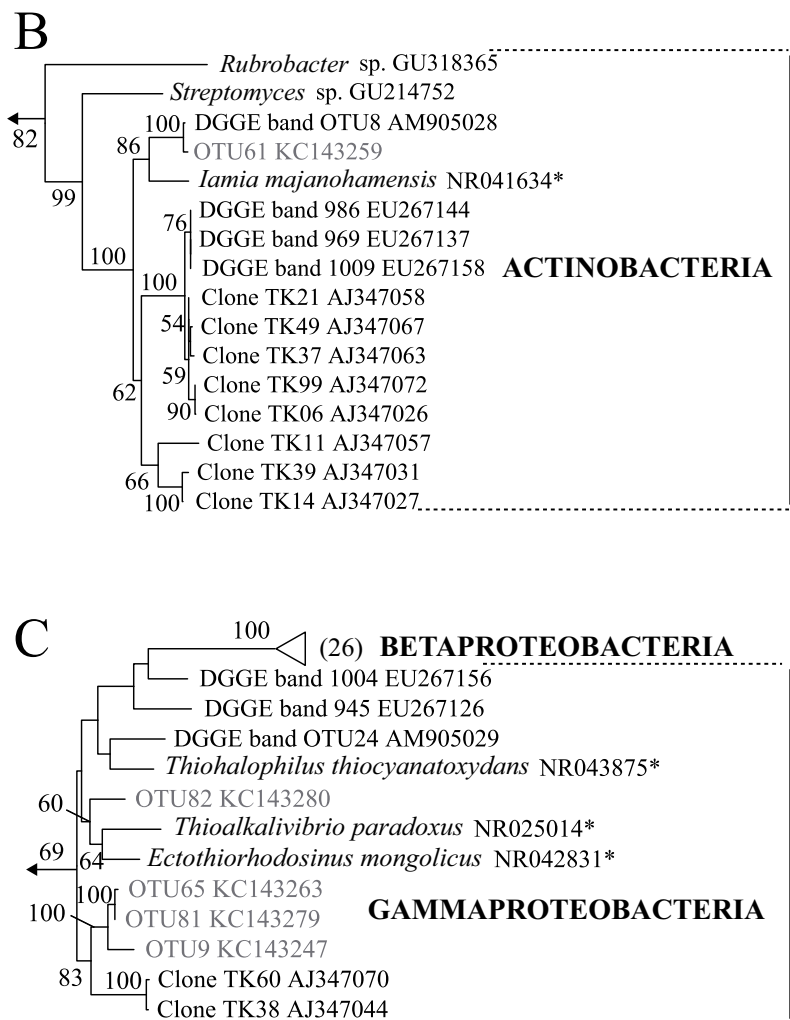 B
Rubrobacter sp. GU318365
Streptomyces sp. GU214752
82
100
DGGE band OTU8 AM905028
86
OTU61 KC143259
Iamia majanohamensis NR041634*
99
DGGE band 986 EU267144
76
DGGE band 969 EU267137
100
DGGE band 1009 EU267158
ACTINOBACTERIA
100
Clone TK21 AJ347058
54
Clone TK49 AJ347067
Clone TK37 AJ347063
59
Clone TK99 AJ347072
62
90
Clone TK06 AJ347026
Clone TK11 AJ347057
66
Clone TK39 AJ347031
100
Clone TK14 AJ347027
C
100
(26) BETAPROTEOBACTERIA
DGGE band 1004 EU267156
DGGE band 945 EU267126
DGGE band OTU24 AM905029
Thiohalophilus thiocyanatoxydans NR043875*
60
OTU82 KC143280
Thioalkalivibrio paradoxus NR025014*
69
64
Ectothiorhodosinus mongolicus NR042831*
100
OTU65 KC143263
100
OTU81 KC143279
GAMMAPROTEOBACTERIA
OTU9 KC143247
83
100
Clone TK60 AJ347070
Clone TK38 AJ347044